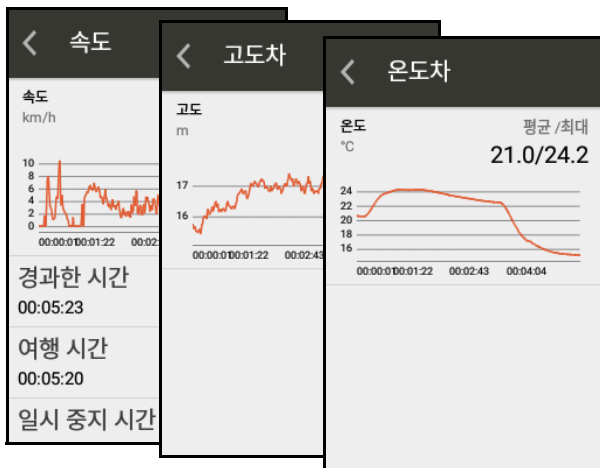 속도
속도
km/h
10
8
6
4
2
0
00:00:01 00:01:22 00:02:
경과한 시간
00:05:23
여행 시간
00:05:20
일시 중지 시간
고도차
고도
m
17
16
00:00:01 00:01:22 00:02:43
온도차
온도 평균 /최대
°C 21.0/24.2
24
22
20
18
16
00:00:01 00:01:22 00:02:43 00:04:04